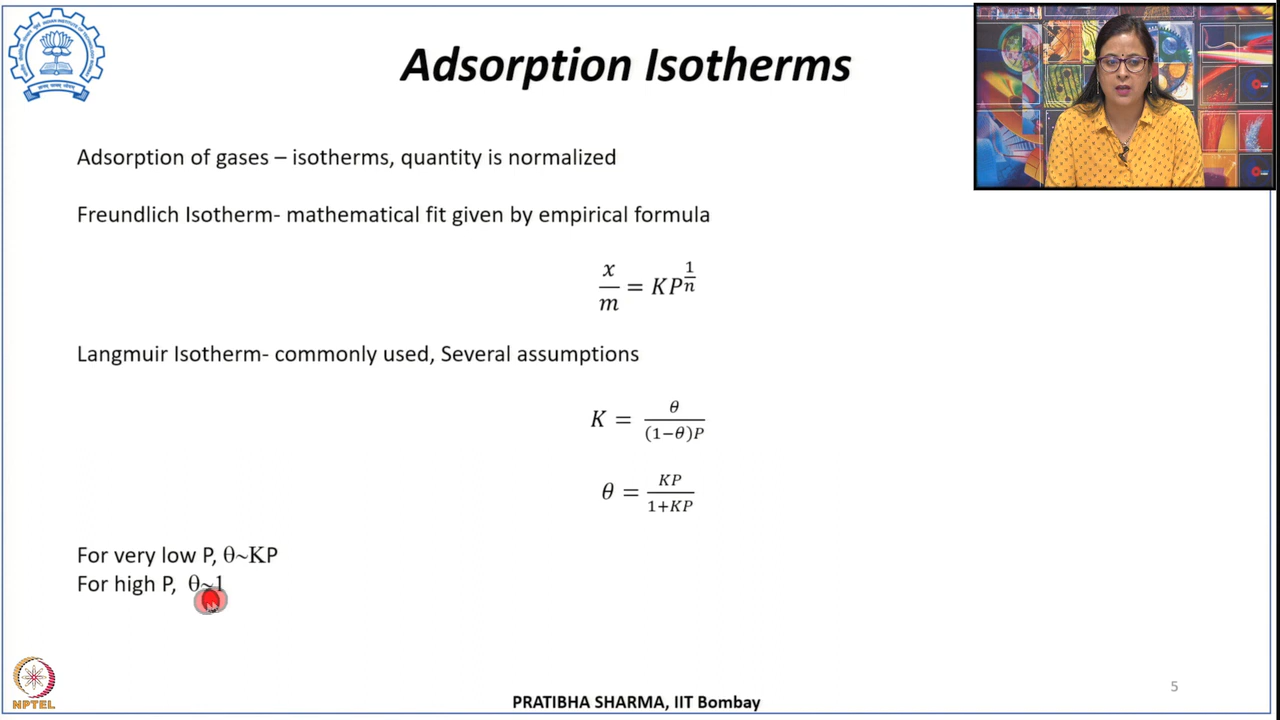 Adsorption Isotherms
Adsorption of gases – isotherms, quantity is normalized
Freundlich Isotherm- mathematical fit given by empirical formula
x/m = KP^(1/n)
Langmuir Isotherm- commonly used, Several assumptions
K = θ/((1−θ)P)
θ = KP/(1+KP)
For very low P, θ~KP
For high P, θ~1
5
NPTEL
PRATIBHA SHARMA, IIT Bombay